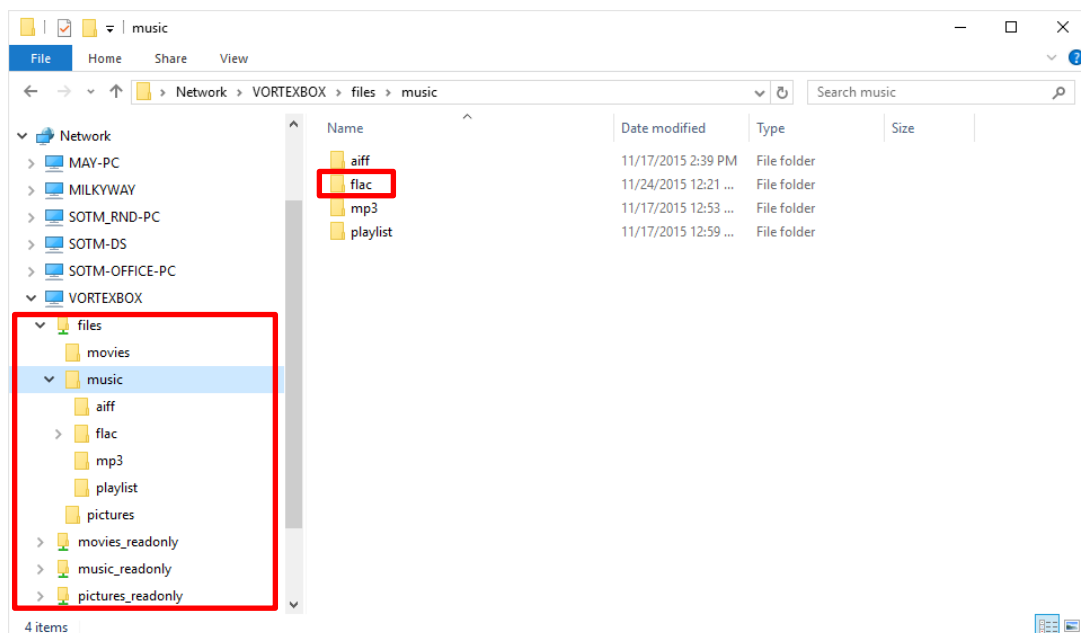 music
File Home Share View
Network VORTEXBOX files music
Search music
Network
MAY-PC
MILKYWAY
SOTM_RND-PC
SOTM-DS
SOTM-OFFICE-PC
VORTEXBOX
files
movies
music
aiff
flac
mp3
playlist
pictures
movies_readonly
music_readonly
pictures_readonly
Name Date modified Type Size
aiff 11/17/2015 2:39 PM File folder
flac 11/24/2015 12:21 ... File folder
mp3 11/17/2015 12:53 ... File folder
playlist 11/17/2015 12:59 ... File folder
4 items